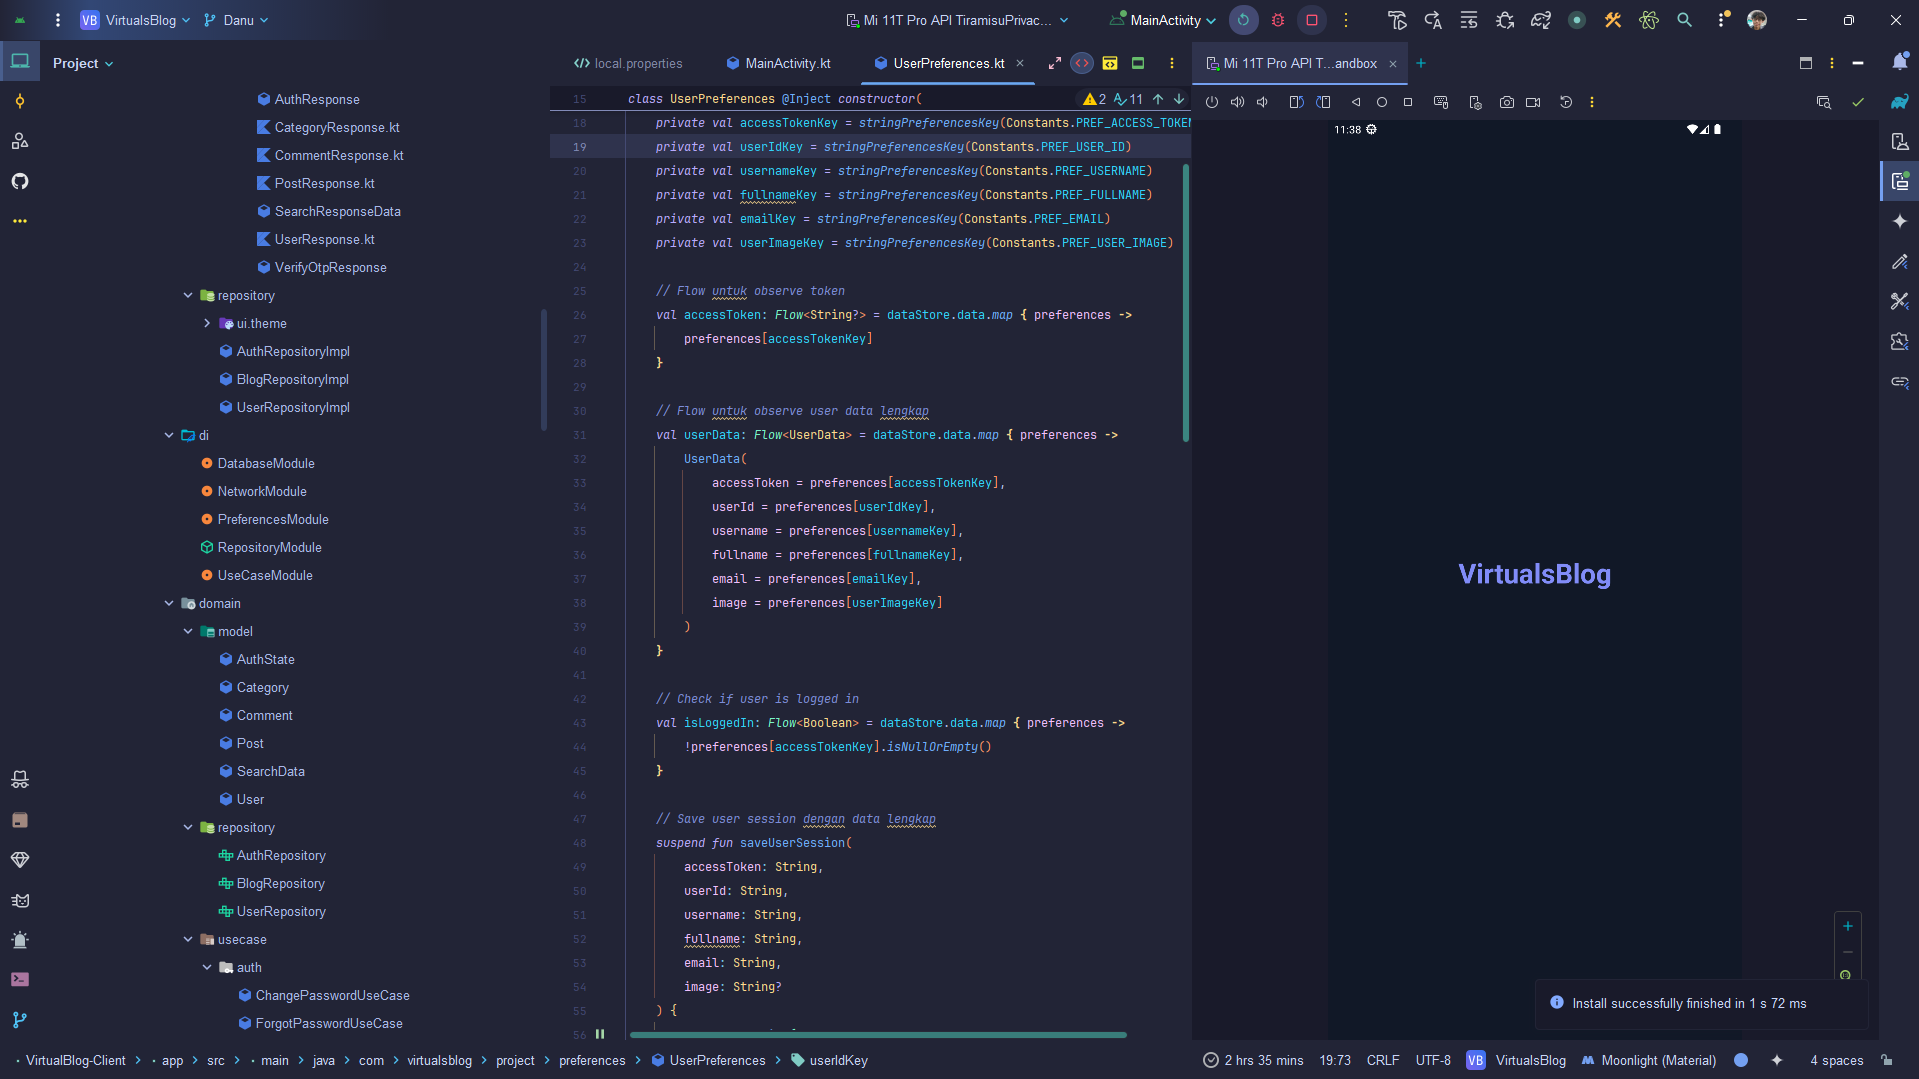 VB VirtualsBlog Danu Mi 11T Pro API TiramisuPrivac... MainActivity
Project
local.properties MainActivity.kt UserPreferences.kt
Mi 11T Pro API T...andbox
AuthResponse
CategoryResponse.kt
CommentResponse.kt
PostResponse.kt
SearchResponseData
UserResponse.kt
VerifyOtpResponse
repository
ui.theme
AuthRepositoryImpl
BlogRepositoryImpl
UserRepositoryImpl
di
DatabaseModule
NetworkModule
PreferencesModule
RepositoryModule
UseCaseModule
domain
model
AuthState
Category
Comment
Post
SearchData
User
repository
AuthRepository
BlogRepository
UserRepository
usecase
auth
ChangePasswordUseCase
ForgotPasswordUseCase
15 class UserPreferences @Inject constructor( 2 11
18 private val accessTokenKey = stringPreferencesKey(Constants.PREF_ACCESS_TOKEN
19 private val userIdKey = stringPreferencesKey(Constants.PREF_USER_ID)
20 private val usernameKey = stringPreferencesKey(Constants.PREF_USERNAME)
21 private val fullnameKey = stringPreferencesKey(Constants.PREF_FULLNAME)
22 private val emailKey = stringPreferencesKey(Constants.PREF_EMAIL)
23 private val userImageKey = stringPreferencesKey(Constants.PREF_USER_IMAGE)
24
25 // Flow untuk observe token
26 val accessToken: Flow<String?> = dataStore.data.map { preferences ->
27 preferences[accessTokenKey]
28 }
29
30 // Flow untuk observe user data lengkap
31 val userData: Flow<UserData> = dataStore.data.map { preferences ->
32 UserData(
33 accessToken = preferences[accessTokenKey],
34 userId = preferences[userIdKey],
35 username = preferences[usernameKey],
36 fullname = preferences[fullnameKey],
37 email = preferences[emailKey],
38 image = preferences[userImageKey]
39 )
40 }
41
42 // Check if user is logged in
43 val isLoggedIn: Flow<Boolean> = dataStore.data.map { preferences ->
44 !preferences[accessTokenKey].isNullOrEmpty()
45 }
46
47 // Save user session dengan data lengkap
48 suspend fun saveUserSession(
49 accessToken: String,
50 userId: String,
51 username: String,
52 fullname: String,
53 email: String,
54 image: String?
55 ) {
56
11:38
VirtualsBlog
Install successfully finished in 1 s 72 ms
VirtualBlog-Client > app > src > main > java > com > virtualsblog > project > preferences > UserPreferences > userIdKey
2 hrs 35 mins 19:73 CRLF UTF-8 VB VirtualsBlog Moonlight (Material) 4 spaces